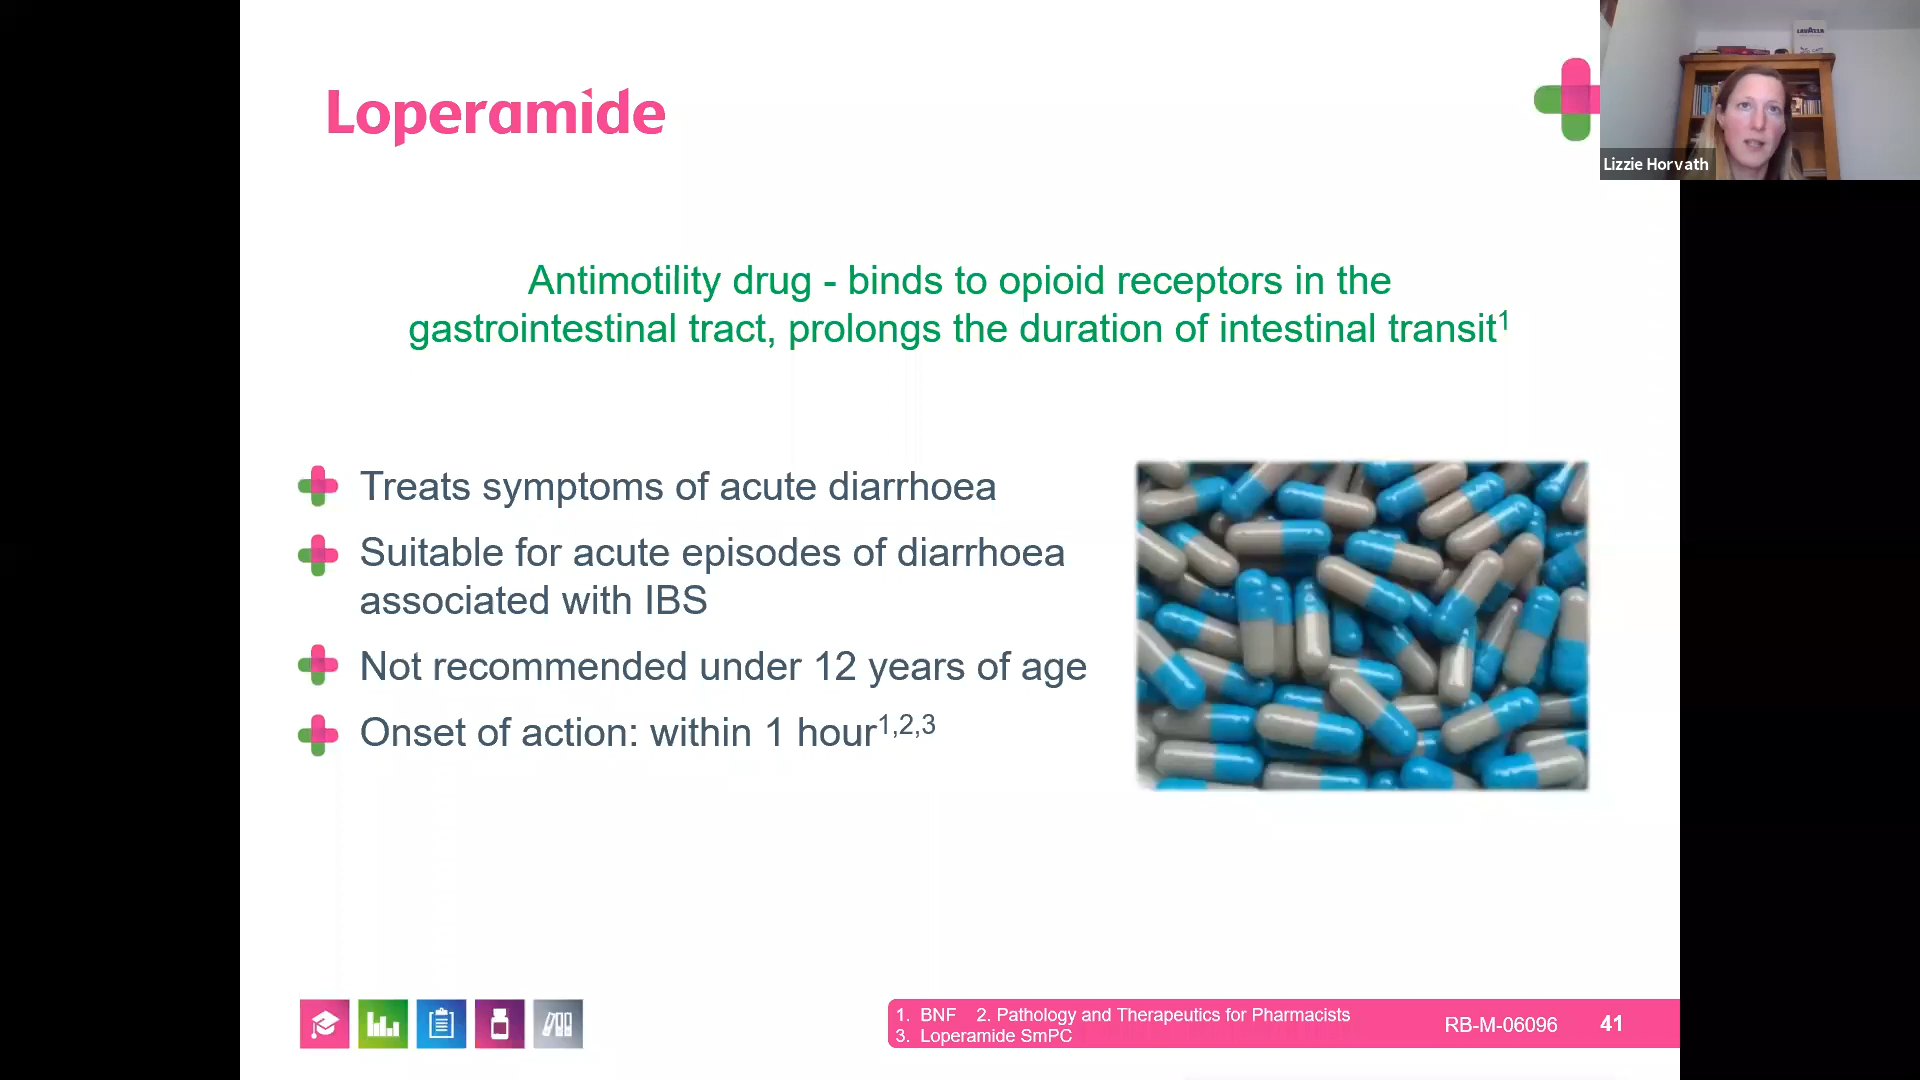 Loperamide
LAVAZZA
Lizzie Horvath
Antimotility drug - binds to opioid receptors in the
gastrointestinal tract, prolongs the duration of intestinal transit1
Treats symptoms of acute diarrhoea
Suitable for acute episodes of diarrhoea
associated with IBS
Not recommended under 12 years of age
Onset of action: within 1 hour1,2,3
1. BNF 2. Pathology and Therapeutics for Pharmacists
3. Loperamide SmPC
RB-M-06096
41